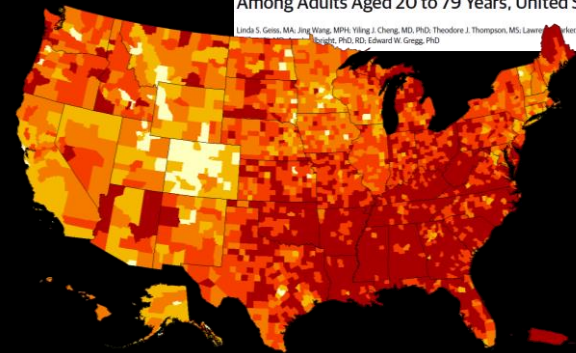 Among Adults Aged 20 to 79 Years, United S
Linda S. Geiss, MA; Jing Wang, MPH; Yiling J. Cheng, MD, PhD; Theodore J. Thompson, MS; Lawre arker
bright, PhD, RD; Edward W. Gregg, PhD